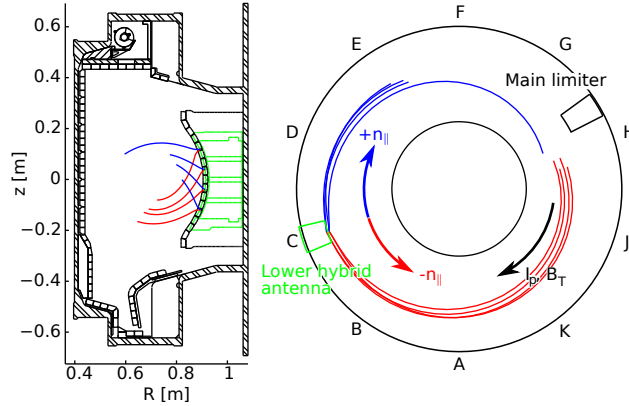 0.6
0.4
0.2
0
−0.2
−0.4
−0.6
z [m]
0.4 0.6 0.8 1
R [m]
F
E
G
Main limiter
D
H
+n∥
C
J
Lower hybrid
antenna
-n∥
Ip, BT
B
K
A